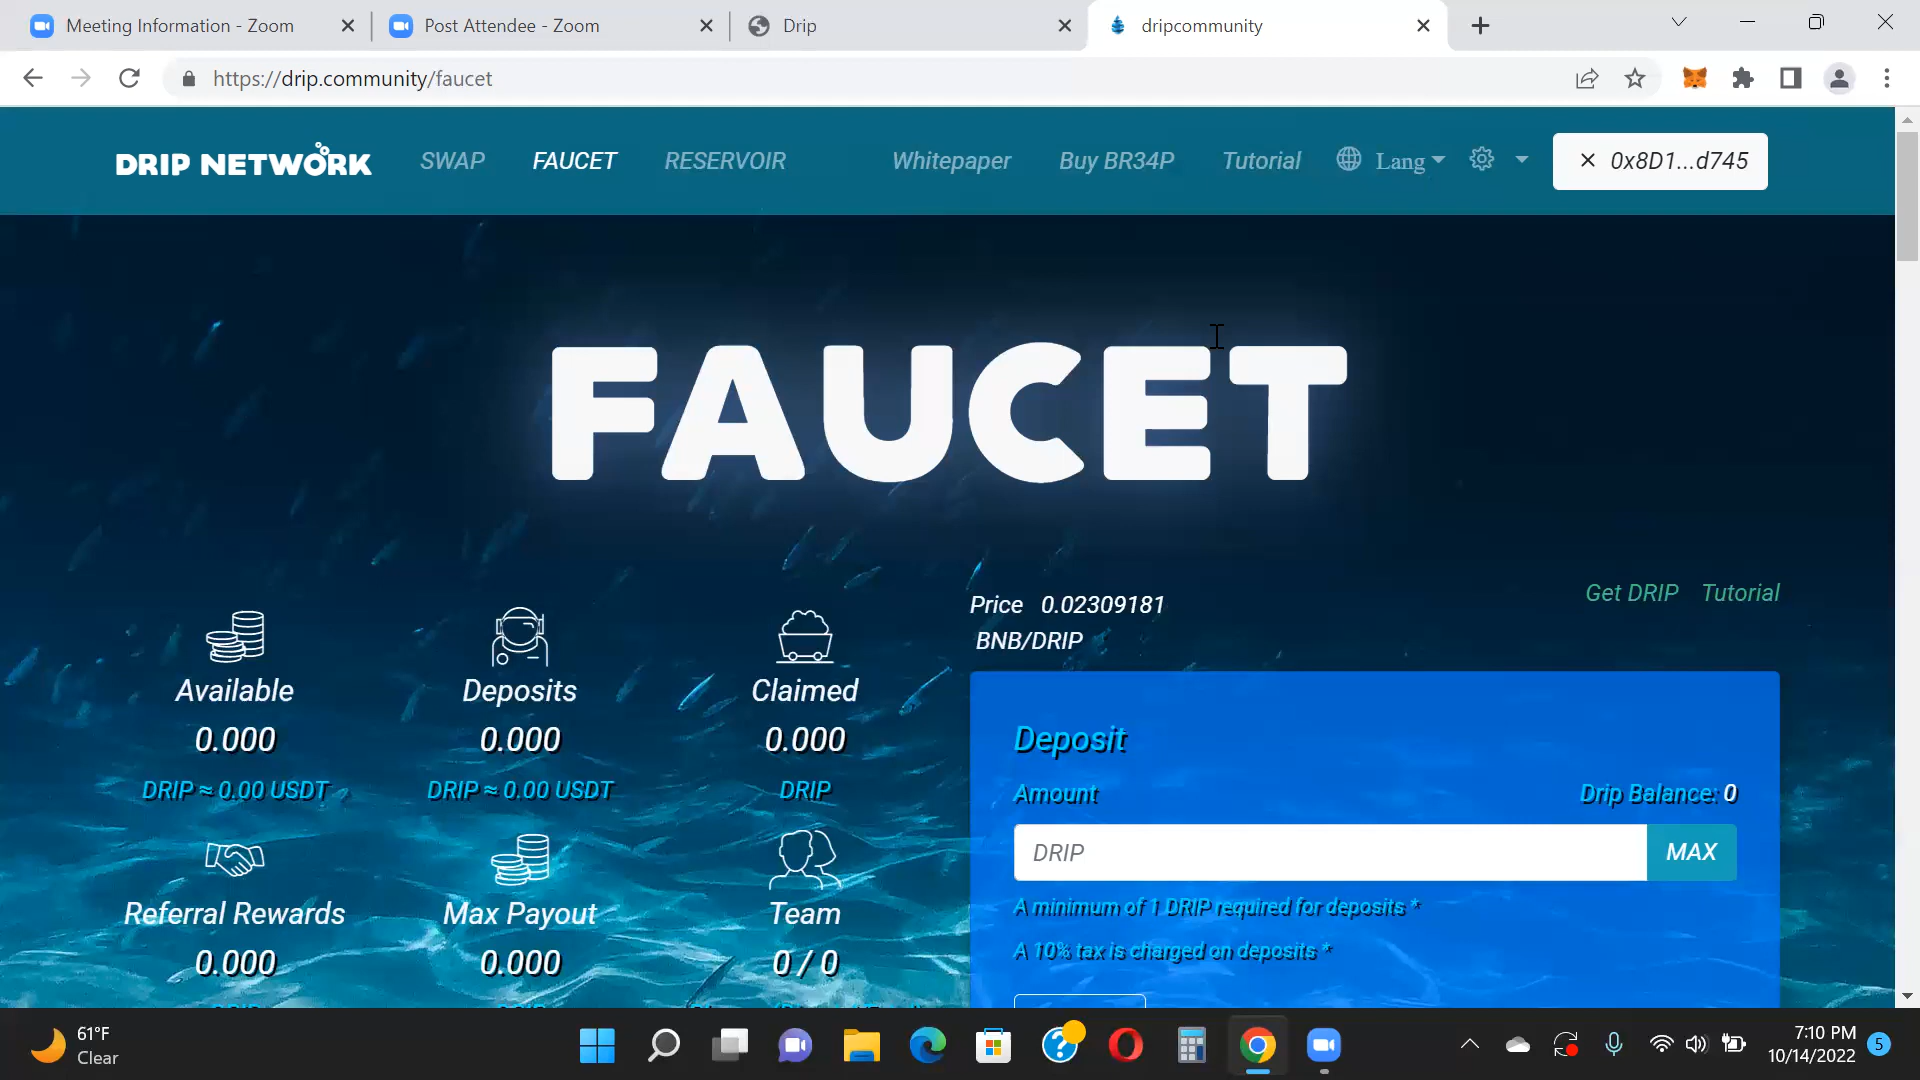 Meeting Information - Zoom
Post Attendee - Zoom
Drip
dripcommunity
https://drip.community/faucet
DRIP NETWORK
SWAP
FAUCET
RESERVOIR
Whitepaper
Buy BR34P
Tutorial
Lang
0x8D1...d745
FAUCET
Price 0.02309181
BNB/DRIP
Get DRIP
Tutorial
Available
0.000
DRIP ≈ 0.00 USDT
Deposits
0.000
DRIP ≈ 0.00 USDT
Claimed
0.000
DRIP
Referral Rewards
0.000
Max Payout
0.000
Team
0 / 0
Deposit
Amount
Drip Balance: 0
DRIP
MAX
A minimum of 1 DRIP required for deposits *
A 10% tax is charged on deposits *
61°F
Clear
7:10 PM
10/14/2022
5